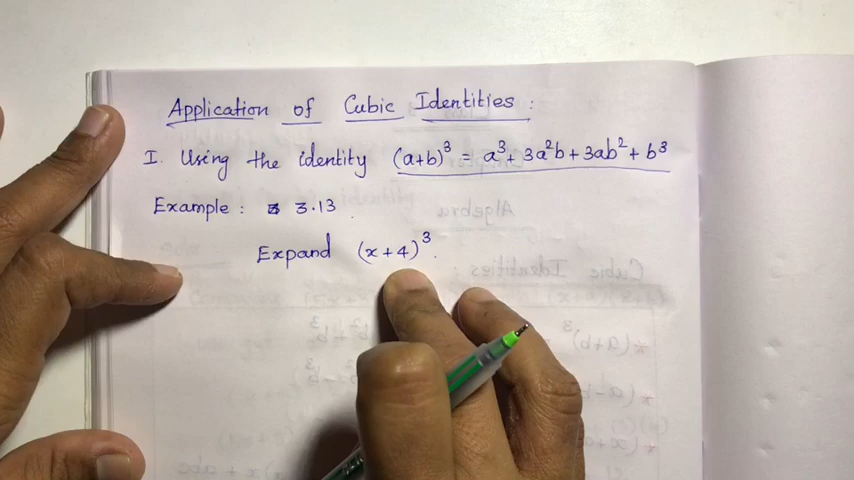 Application of Cubic Identities :
I. Using the identity (a+b)³ = a³ + 3a²b + 3ab² + b³
Example : 3.13
Expand (x+4)³.